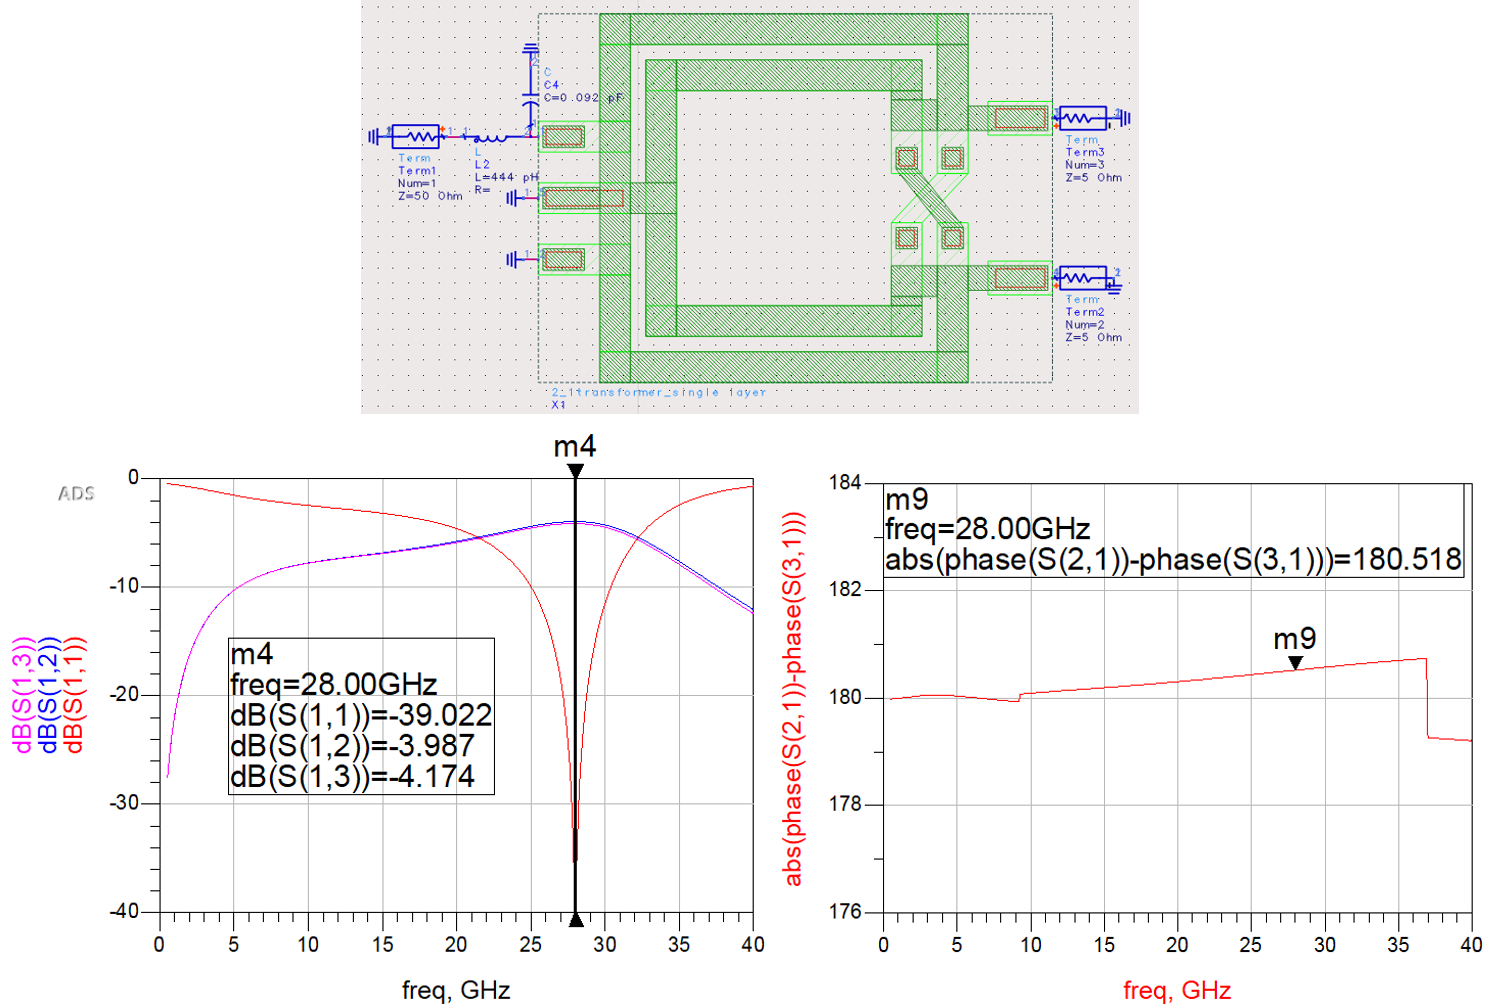 C
C4
C=0.092 pF
Term
Term1
Num=1
Z=50 Ohm
L
L2
L=444 pH
R=
Term
Term3
Num=3
Z=5 Ohm
Term
Term2
Num=2
Z=5 Ohm
2_1transformer_single layer
X1
ADS
m4
0
-10
-20
-30
-40
dB(S(1,3))
dB(S(1,2))
dB(S(1,1))
m4
freq=28.00GHz
dB(S(1,1))=-39.022
dB(S(1,2))=-3.987
dB(S(1,3))=-4.174
0 5 10 15 20 25 30 35 40
freq, GHz
184
182
180
178
176
abs(phase(S(2,1))-phase(S(3,1)))
m9
freq=28.00GHz
abs(phase(S(2,1))-phase(S(3,1)))=180.518
m9
0 5 10 15 20 25 30 35 40
freq, GHz